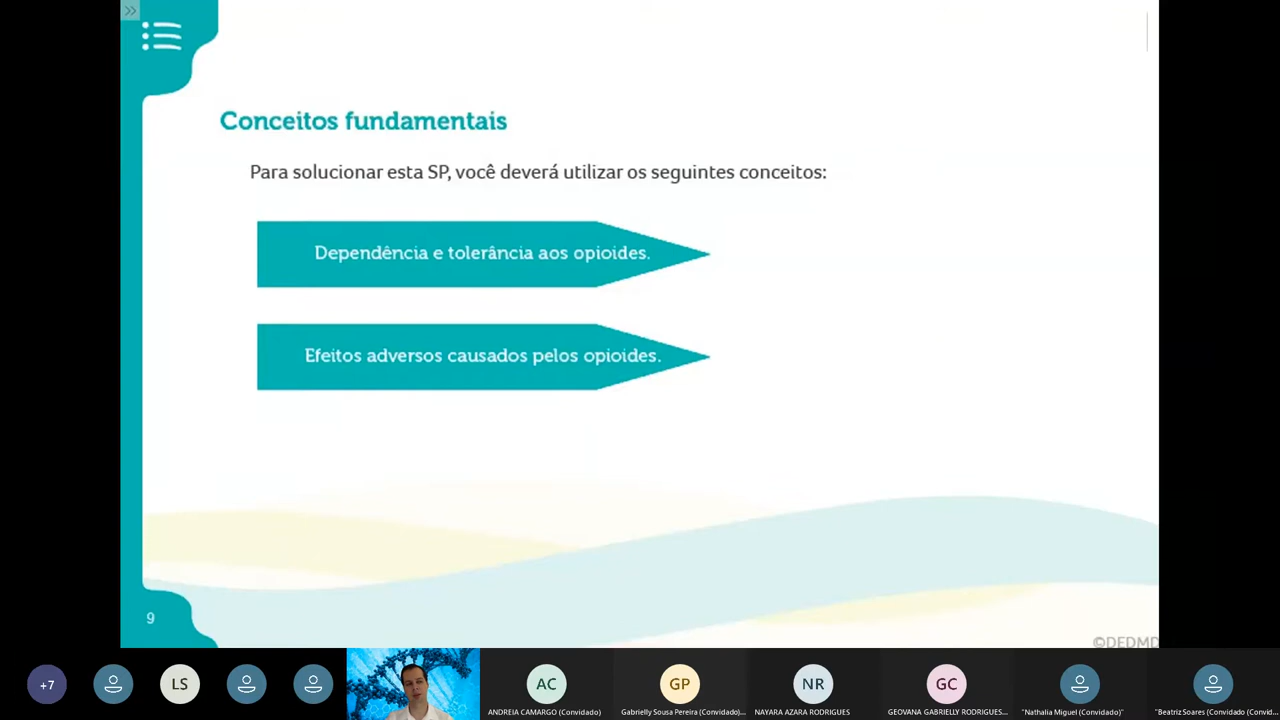 Conceitos fundamentais
Para solucionar esta SP, você deverá utilizar os seguintes conceitos:
Dependência e tolerância aos opioides.
Efeitos adversos causados pelos opioides.
9
©DEDMD
+7
LS
AC
GP
NR
GC
ANDREIA CAMARGO (Convidado)
Gabrielly Sousa Pereira (Convidado)...
NAYARA AZARA RODRIGUES
GEOVANA GABRIELLY RODRIGUES...
"Nathalia Miguel (Convidado)"
"Beatriz Soares (Convidado (Convid...